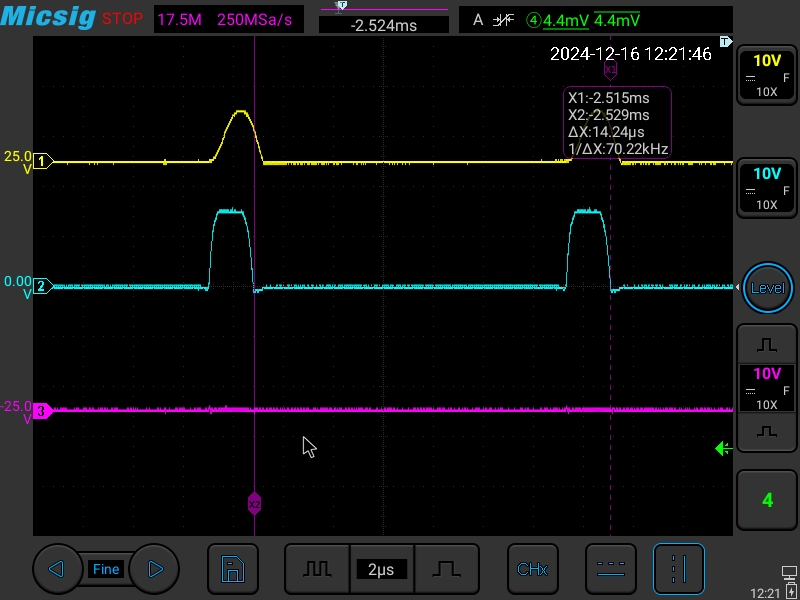 Micsig STOP 17.5M 250MSa/s T -2.524ms A 4 4.4mV 4.4mV
T
2024-12-16 12:21:46
X1
X1:-2.515ms
X2:-2.529ms
ΔX:14.24µs
1/ΔX:70.22kHz
25.0 V 1
0.00 V 2
-25.0 V 3
X2
10V
F
10X
10V
F
10X
Level
10V
F
10X
4
Fine 2µs CHx
12:21